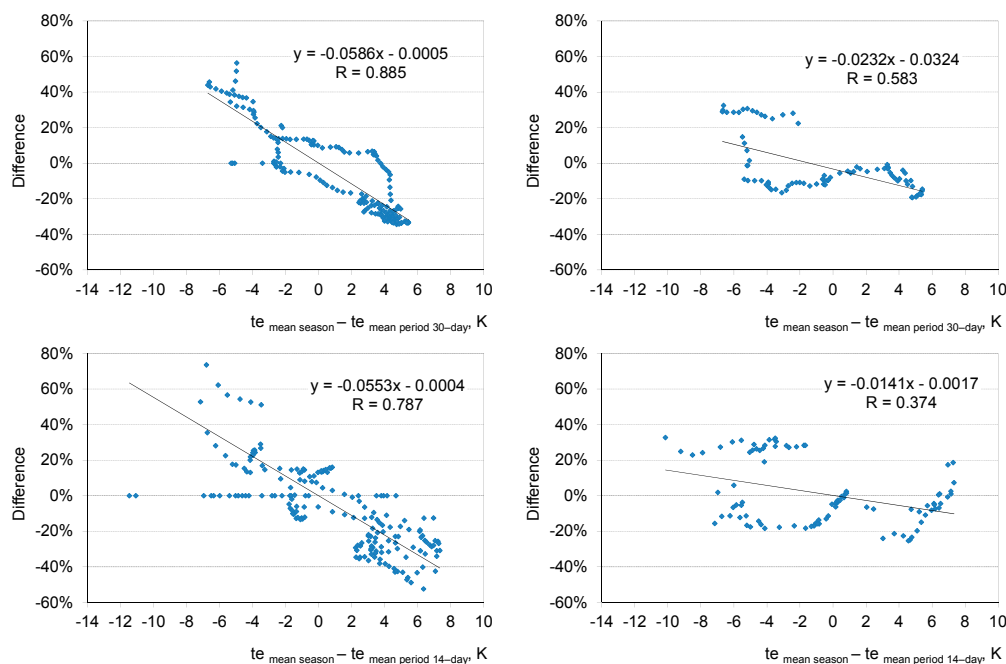 80%
60%
40%
20%
0%
-20%
-40%
-60%
Difference
y = -0.0586x - 0.0005
R = 0.885
-14 -12 -10 -8 -6 -4 -2 0 2 4 6 8 10
te mean season – te mean period 30–day, K
80%
60%
40%
20%
0%
-20%
-40%
-60%
Difference
y = -0.0232x - 0.0324
R = 0.583
-14 -12 -10 -8 -6 -4 -2 0 2 4 6 8 10
te mean season – te mean period 30–day, K
80%
60%
40%
20%
0%
-20%
-40%
-60%
Difference
y = -0.0553x - 0.0004
R = 0.787
-14 -12 -10 -8 -6 -4 -2 0 2 4 6 8 10
te mean season – te mean period 14–day, K
80%
60%
40%
20%
0%
-20%
-40%
-60%
Difference
y = -0.0141x - 0.0017
R = 0.374
-14 -12 -10 -8 -6 -4 -2 0 2 4 6 8 10
te mean season – te mean period 14–day, K